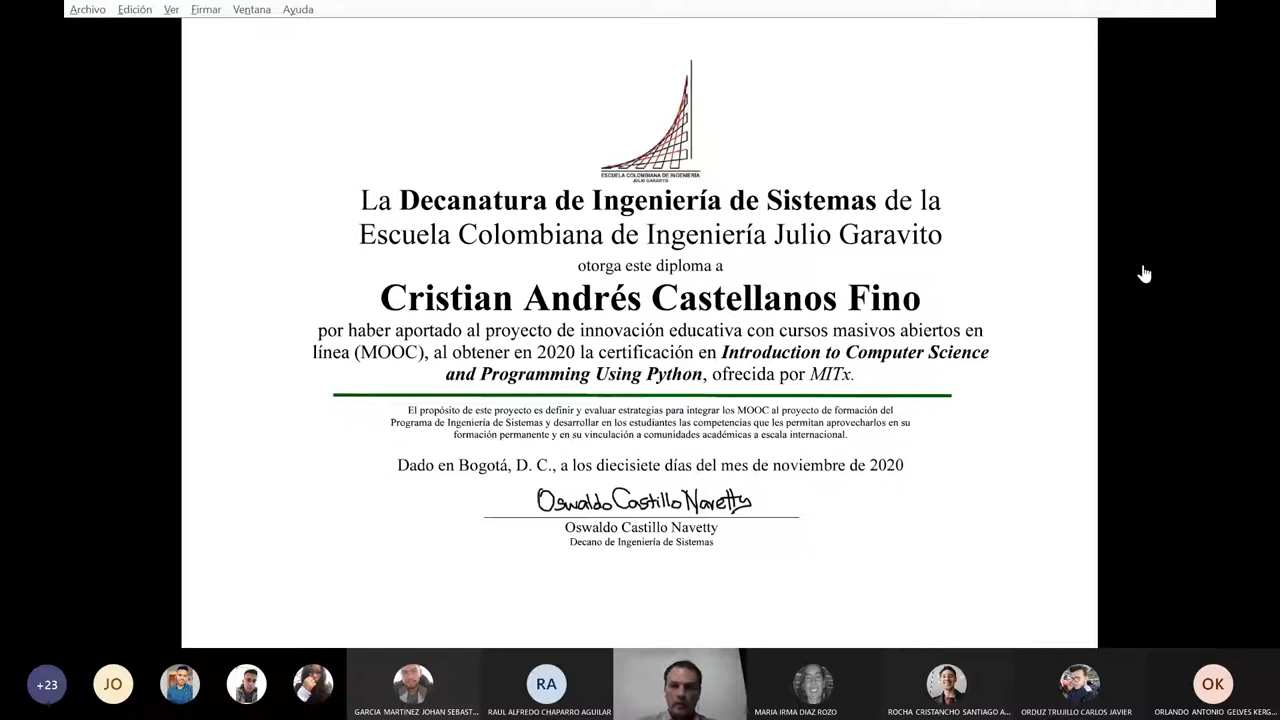 Archivo Edición Ver Firmar Ventana Ayuda
ESCUELA COLOMBIANA DE INGENIERÍA
JULIO GARAVITO
La Decanatura de Ingeniería de Sistemas de la
Escuela Colombiana de Ingeniería Julio Garavito
otorga este diploma a
Cristian Andrés Castellanos Fino
por haber aportado al proyecto de innovación educativa con cursos masivos abiertos en
línea (MOOC), al obtener en 2020 la certificación en Introduction to Computer Science
and Programming Using Python, ofrecida por MITx.
El propósito de este proyecto es definir y evaluar estrategias para integrar los MOOC al proyecto de formación del
Programa de Ingeniería de Sistemas y desarrollar en los estudiantes las competencias que les permitan aprovecharlos en su
formación permanente y en su vinculación a comunidades académicas a escala internacional.
Dado en Bogotá, D. C., a los diecisiete días del mes de noviembre de 2020
Oswaldo Castillo Navetty
Oswaldo Castillo Navetty
Decano de Ingeniería de Sistemas
+23 JO RA OK
GARCIA MARTINEZ JOHAN SEBAST... RAUL ALFREDO CHAPARRO AGUILAR MARIA IRMA DIAZ ROZO ROCHA CRISTANCHO SANTIAGO A... ORDUZ TRUJILLO CARLOS JAVIER ORLANDO ANTONIO GELVES KERG...